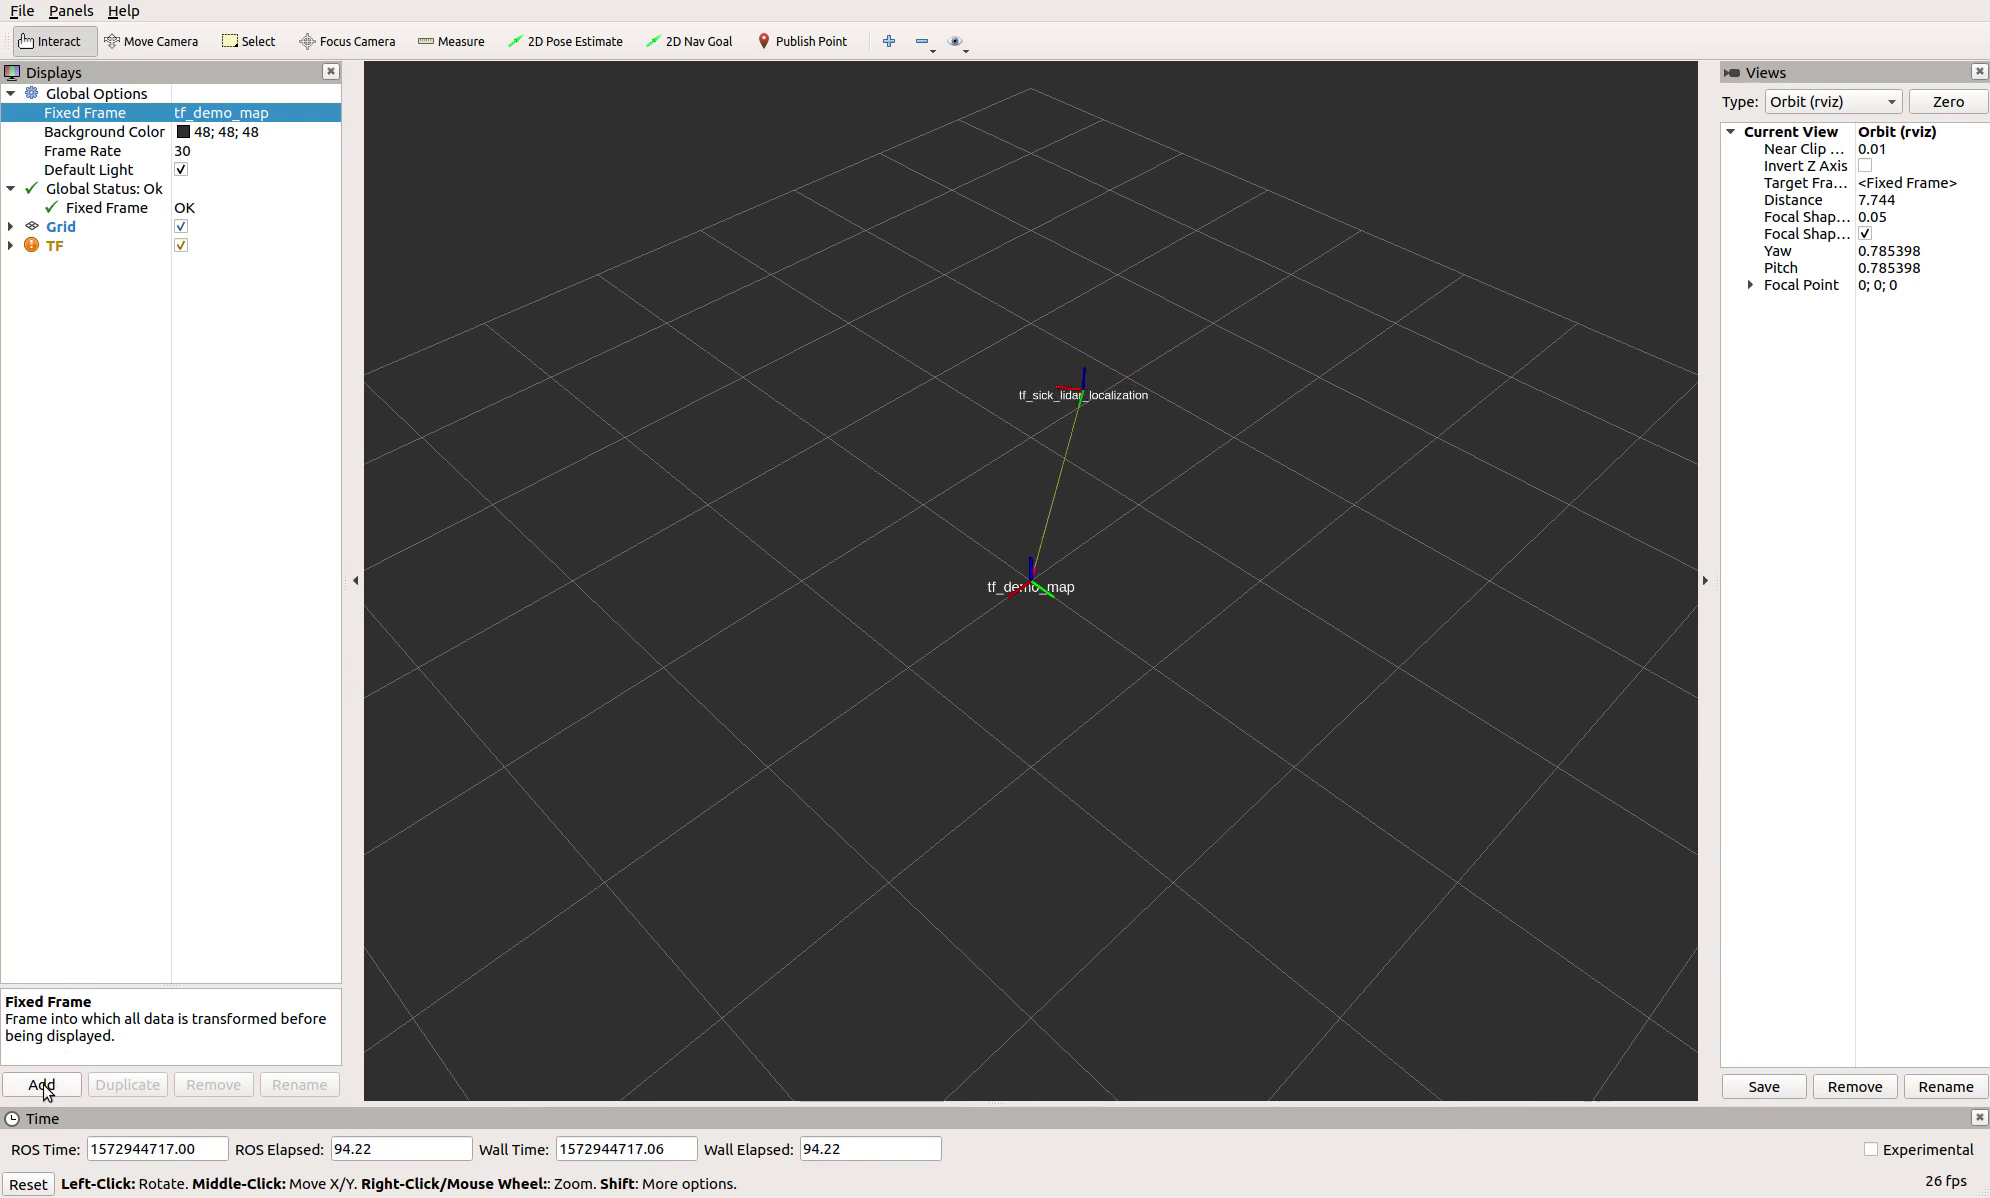 File Panels Help
Interact Move Camera Select Focus Camera Measure 2D Pose Estimate 2D Nav Goal Publish Point
Displays
Global Options
Fixed Frame tf_demo_map
Background Color 48; 48; 48
Frame Rate 30
Default Light
Global Status: Ok
Fixed Frame OK
Grid
TF
Fixed Frame
Frame into which all data is transformed before
being displayed.
Add Duplicate Remove Rename
tf_sick_lidar_localization
tf_demo_map
Views
Type: Orbit (rviz) Zero
Current View Orbit (rviz)
Near Clip ... 0.01
Invert Z Axis
Target Fra... <Fixed Frame>
Distance 7.744
Focal Shap... 0.05
Focal Shap...
Yaw 0.785398
Pitch 0.785398
Focal Point 0; 0; 0
Save Remove Rename
Time
ROS Time: 1572944717.00 ROS Elapsed: 94.22 Wall Time: 1572944717.06 Wall Elapsed: 94.22 Experimental
Reset Left-Click: Rotate. Middle-Click: Move X/Y. Right-Click/Mouse Wheel:: Zoom. Shift: More options. 26 fps